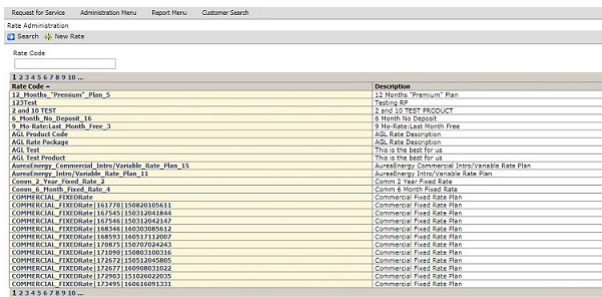 Request for Service Administration Menu Report Menu Customer Search
Rate Administration
Search New Rate
Rate Code
1 2 3 4 5 6 7 8 9 10 ...
Rate Code Description
12_Months_"Premium"_Plan_5 12 Months "Premium" Plan
123Test Testing RP
2 and 10 TEST 2 and 10 TEST PRODUCT
6_Month_No_Deposit_16 6 Month No Deposit
9_Mo-Rate:Last_Month_Free_3 9 Mo-Rate:Last Month Free
AGL Product Code AGL Rate Description
AGL Rate Package AGL Rate Description
AGL Test This is the best for us
AGL Test Product This is the best for us
AureaEnergy_Commercial_Intro/Variable_Rate_Plan_15 AureaEnergy Commercial Intro/Variable Rate Plan
AureaEnergy_Intro/Variable_Rate_Plan_11 AureaEnergy Intro/Variable Rate Plan
Comm_2_Year_Fixed_Rate_2 Comm 2 Year Fixed Rate
Comm_6_Month_Fixed_Rate_4 Comm 6 Month Fixed Rate
COMMERCIAL_FIXEDRate Commercial Fixed Rate Plan
COMMERCIAL_FIXEDRate|161770|150820105611 Commercial Fixed Rate Plan
COMMERCIAL_FIXEDRate|167545|150312041844 Commercial Fixed Rate Plan
COMMERCIAL_FIXEDRate|167546|150312042147 Commercial Fixed Rate Plan
COMMERCIAL_FIXEDRate|168346|160303085612 Commercial Fixed Rate Plan
COMMERCIAL_FIXEDRate|168593|160517112007 Commercial Fixed Rate Plan
COMMERCIAL_FIXEDRate|170875|150707024243 Commercial Fixed Rate Plan
COMMERCIAL_FIXEDRate|171090|150803100316 Commercial Fixed Rate Plan
COMMERCIAL_FIXEDRate|172672|150512045805 Commercial Fixed Rate Plan
COMMERCIAL_FIXEDRate|172677|160908031022 Commercial Fixed Rate Plan
COMMERCIAL_FIXEDRate|172903|151026022035 Commercial Fixed Rate Plan
COMMERCIAL_FIXEDRate|173495|160616091331 Commercial Fixed Rate Plan
1 2 3 4 5 6 7 8 9 10 ...